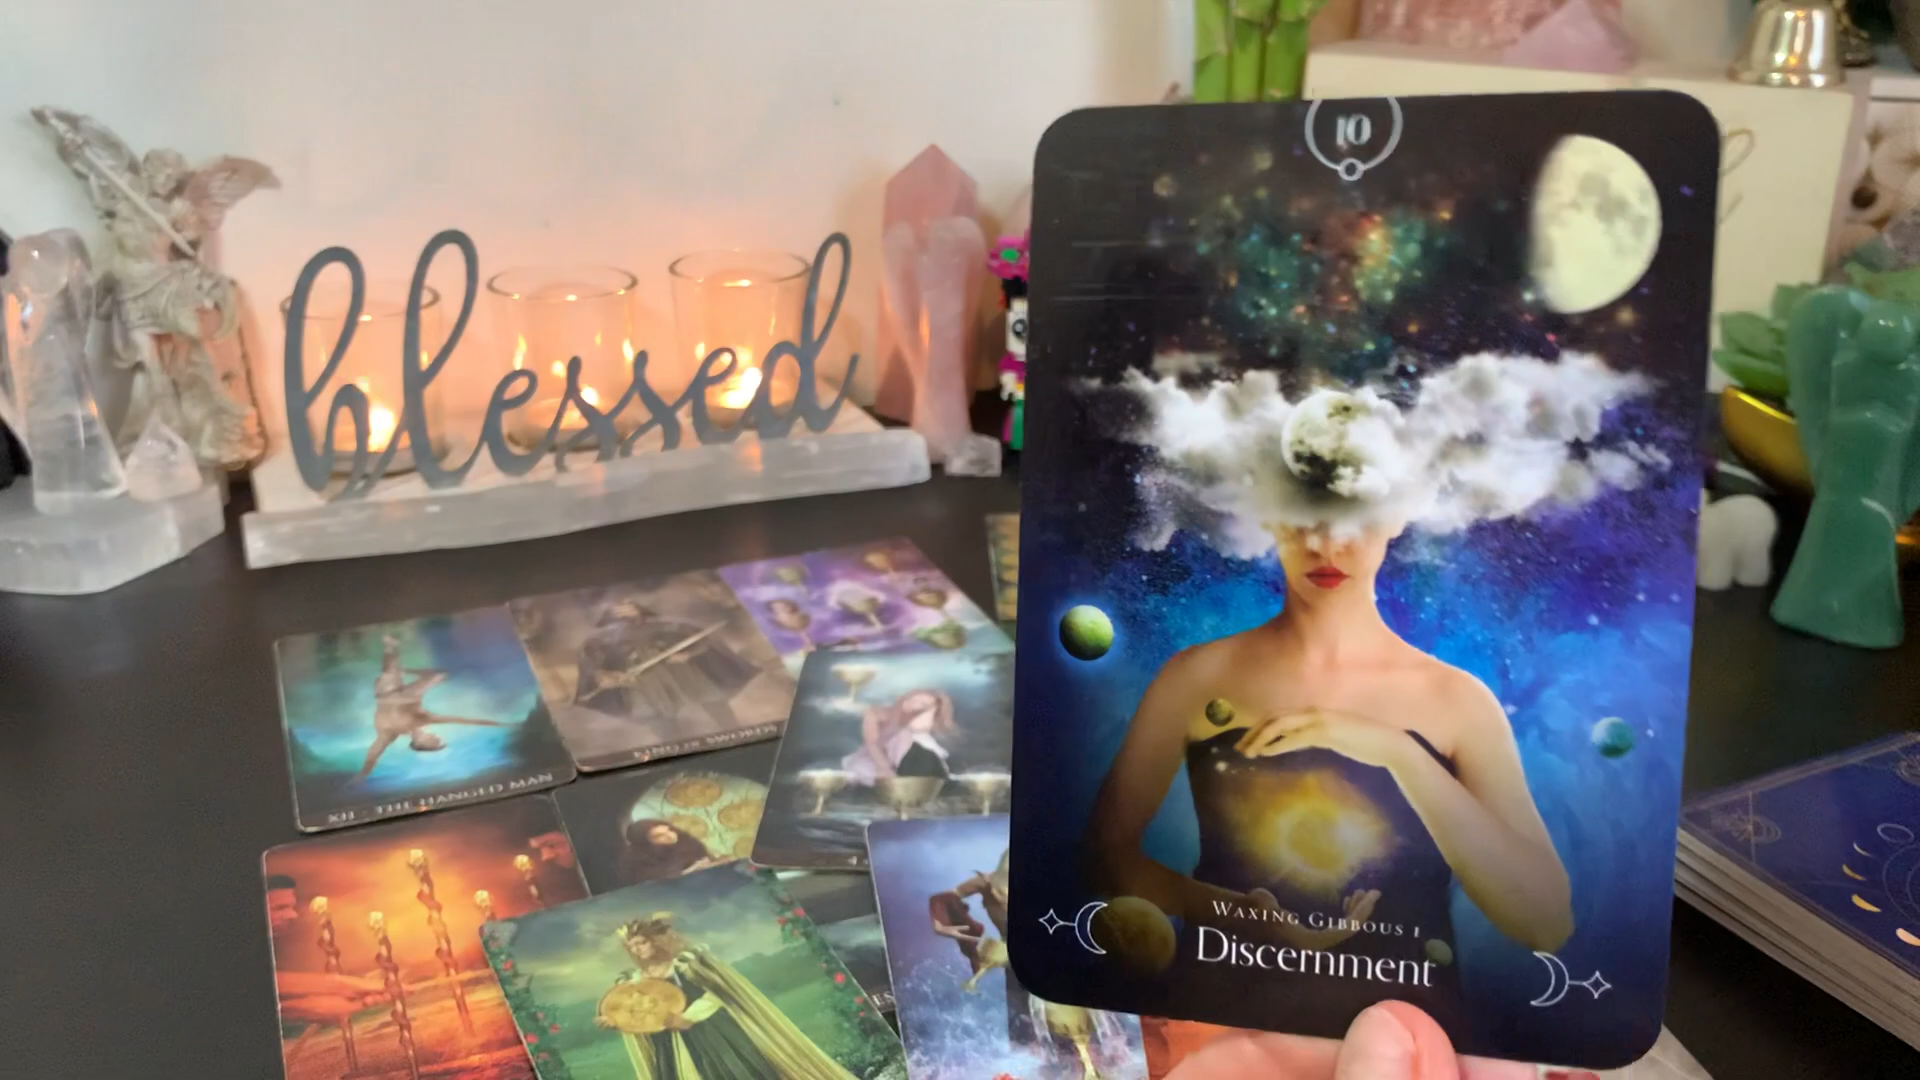 blessed
10
WAXING GIBBOUS 1
Discernment
XII - THE HANGED MAN
KING OF SWORDS